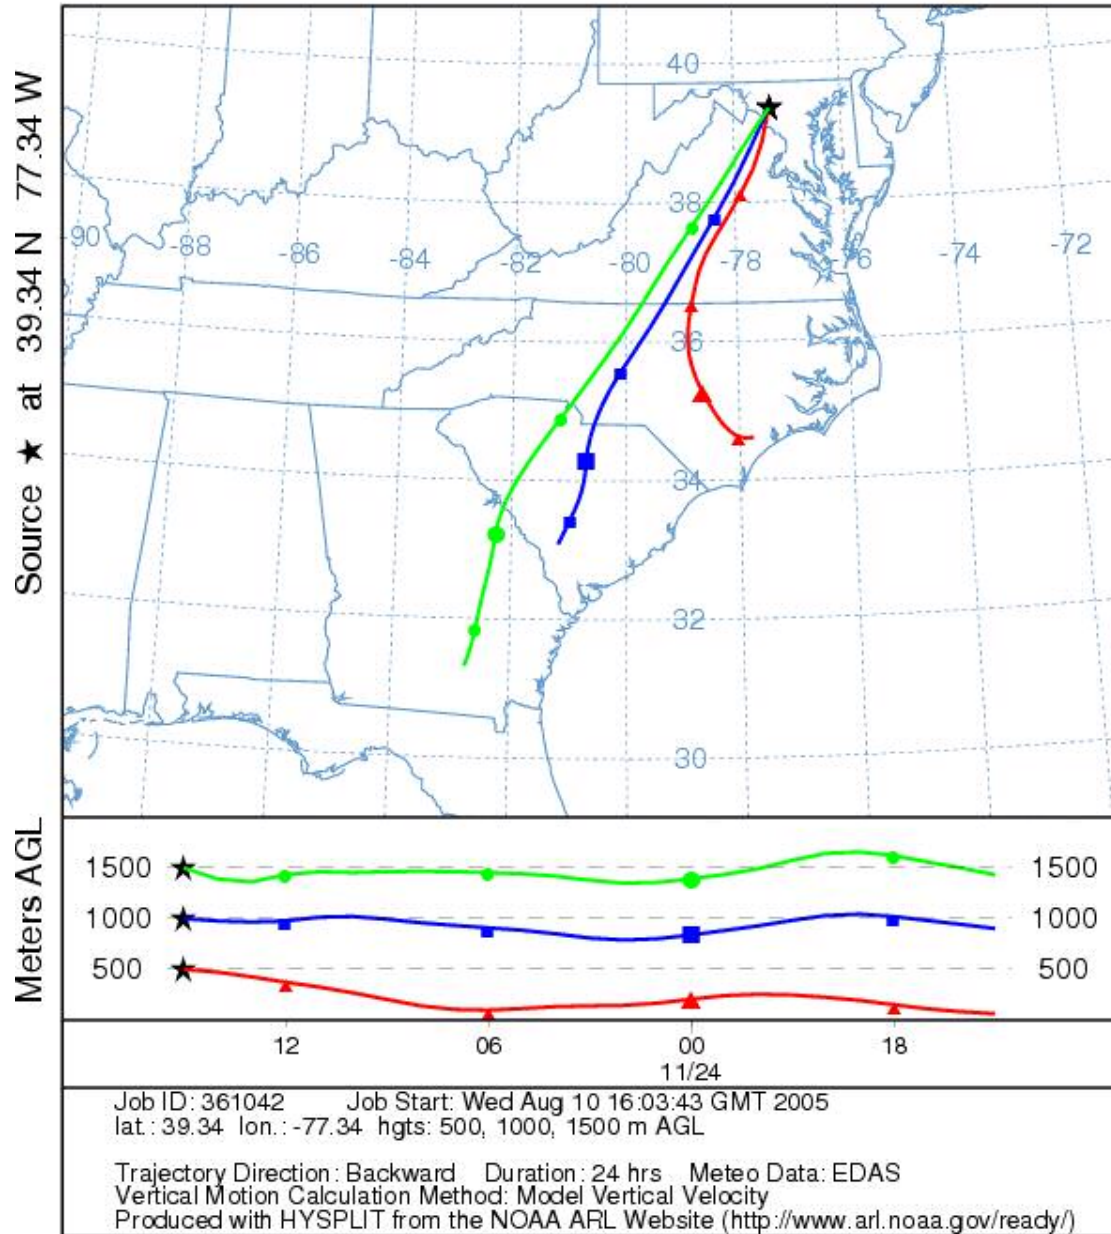 Source ★ at 39.34 N 77.34 W
40
38
-90 -88 -86 -84 -82 -80 -78 -76 -74 -72
36
34
32
30
Meters AGL
1500 1500
1000 1000
500 500
12 06 00 18
11/24
Job ID: 361042 Job Start: Wed Aug 10 16:03:43 GMT 2005
lat.: 39.34 lon.: -77.34 hgts: 500, 1000, 1500 m AGL
Trajectory Direction: Backward Duration: 24 hrs Meteo Data: EDAS
Vertical Motion Calculation Method: Model Vertical Velocity
Produced with HYSPLIT from the NOAA ARL Website (http://www.arl.noaa.gov/ready/)